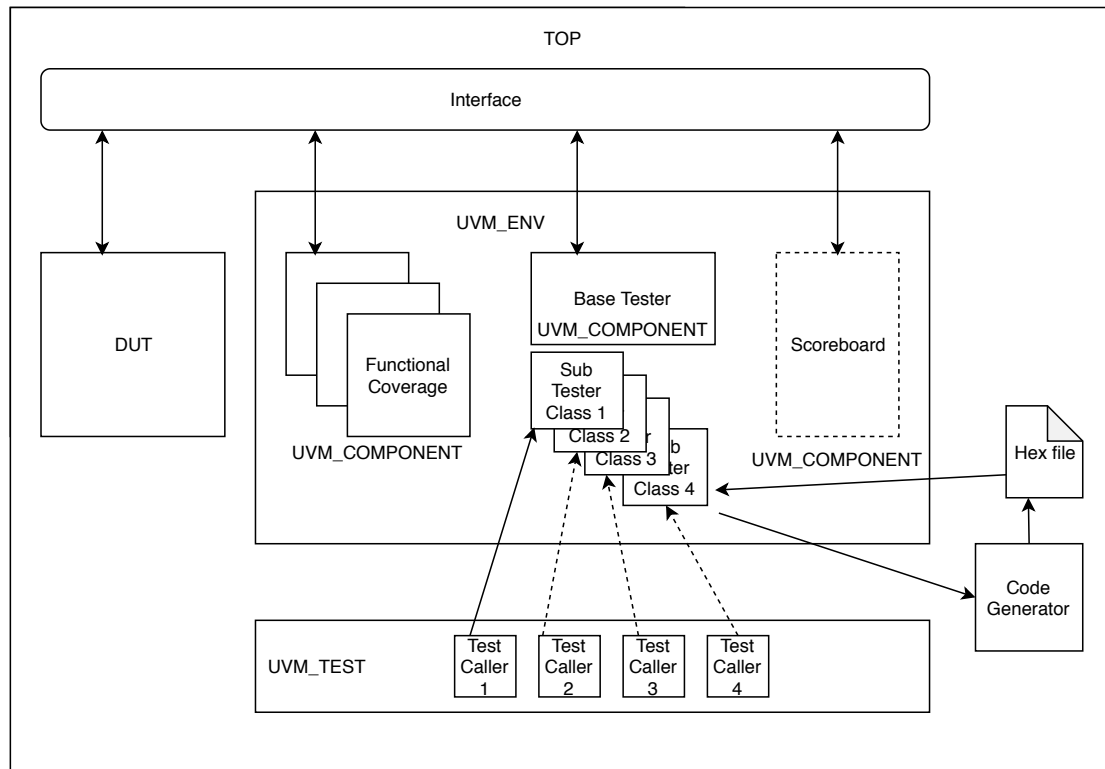 TOP
Interface
UVM_ENV
DUT
Functional
Coverage
UVM_COMPONENT
Base Tester
UVM_COMPONENT
Sub
Tester
Class 1
Class 2
Class 3
Class 4
Scoreboard
UVM_COMPONENT
Hex file
Code
Generator
UVM_TEST
Test
Caller
1
Test
Caller
2
Test
Caller
3
Test
Caller
4